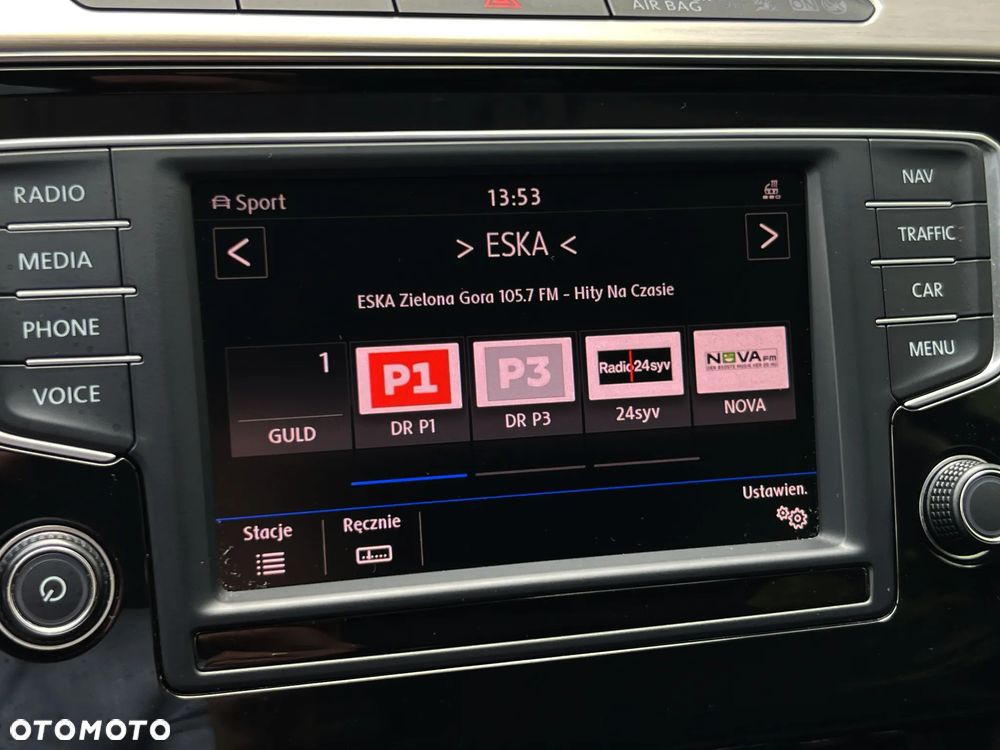 AIR BAG
ON
RADIO
MEDIA
PHONE
VOICE
Sport
13:53
> ESKA <
ESKA Zielona Gora 105.7 FM - Hity Na Czasie
1
GULD
P1
DR P1
P3
DR P3
Radio24syv
24syv
NOVA FM
NOVA
Stacje
Ręcznie
Ustawien.
NAV
TRAFFIC
CAR
MENU
OTOMOTO